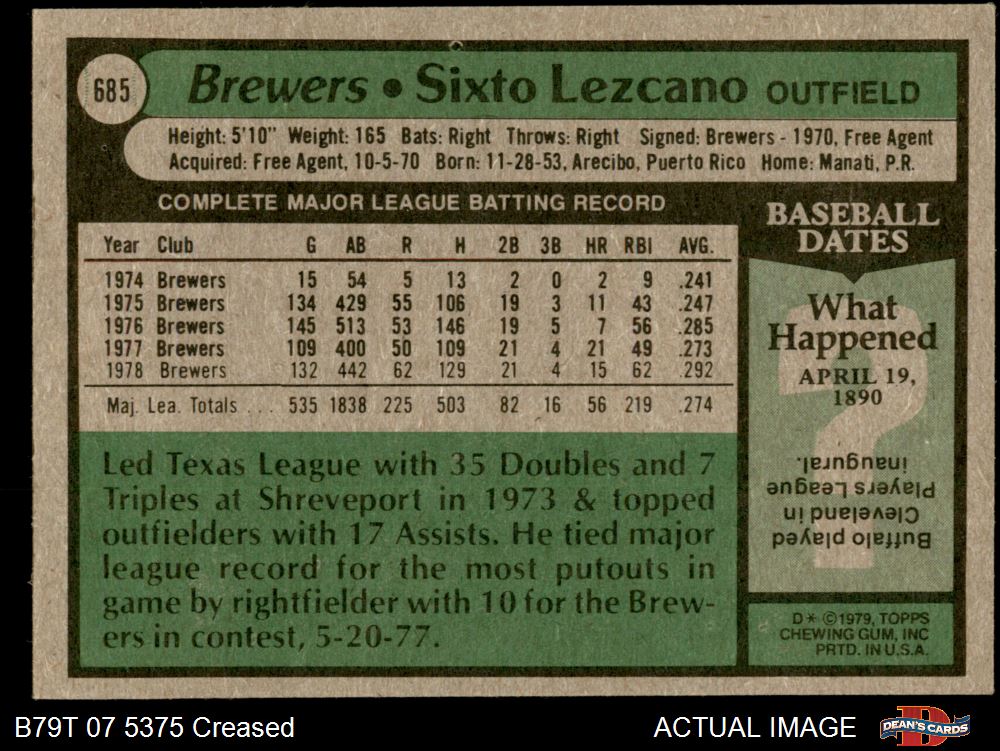 685
Brewers • Sixto Lezcano OUTFIELD
Height: 5'10" Weight: 165 Bats: Right Throws: Right Signed: Brewers - 1970, Free Agent
Acquired: Free Agent, 10-5-70 Born: 11-28-53, Arecibo, Puerto Rico Home: Manati, P.R.
COMPLETE MAJOR LEAGUE BATTING RECORD
Year Club G AB R H 2B 3B HR RBI AVG.
1974 Brewers 15 54 5 13 2 0 2 9 .241
1975 Brewers 134 429 55 106 19 3 11 43 .247
1976 Brewers 145 513 53 146 19 5 7 56 .285
1977 Brewers 109 400 50 109 21 4 21 49 .273
1978 Brewers 132 442 62 129 21 4 15 62 .292
Maj. Lea. Totals ... 535 1838 225 503 82 16 56 219 .274
Led Texas League with 35 Doubles and 7
Triples at Shreveport in 1973 & topped
outfielders with 17 Assists. He tied major
league record for the most putouts in
game by rightfielder with 10 for the Brew-
ers in contest, 5-20-77.
BASEBALL
DATES
What
Happened
APRIL 19,
1890
?
Buffalo played
Cleveland in
Players League
inaugural.
D* ©1979, TOPPS
CHEWING GUM, INC
PRTD. IN U.S.A.
B79T 07 5375 Creased
ACTUAL IMAGE
DEAN'S CARDS